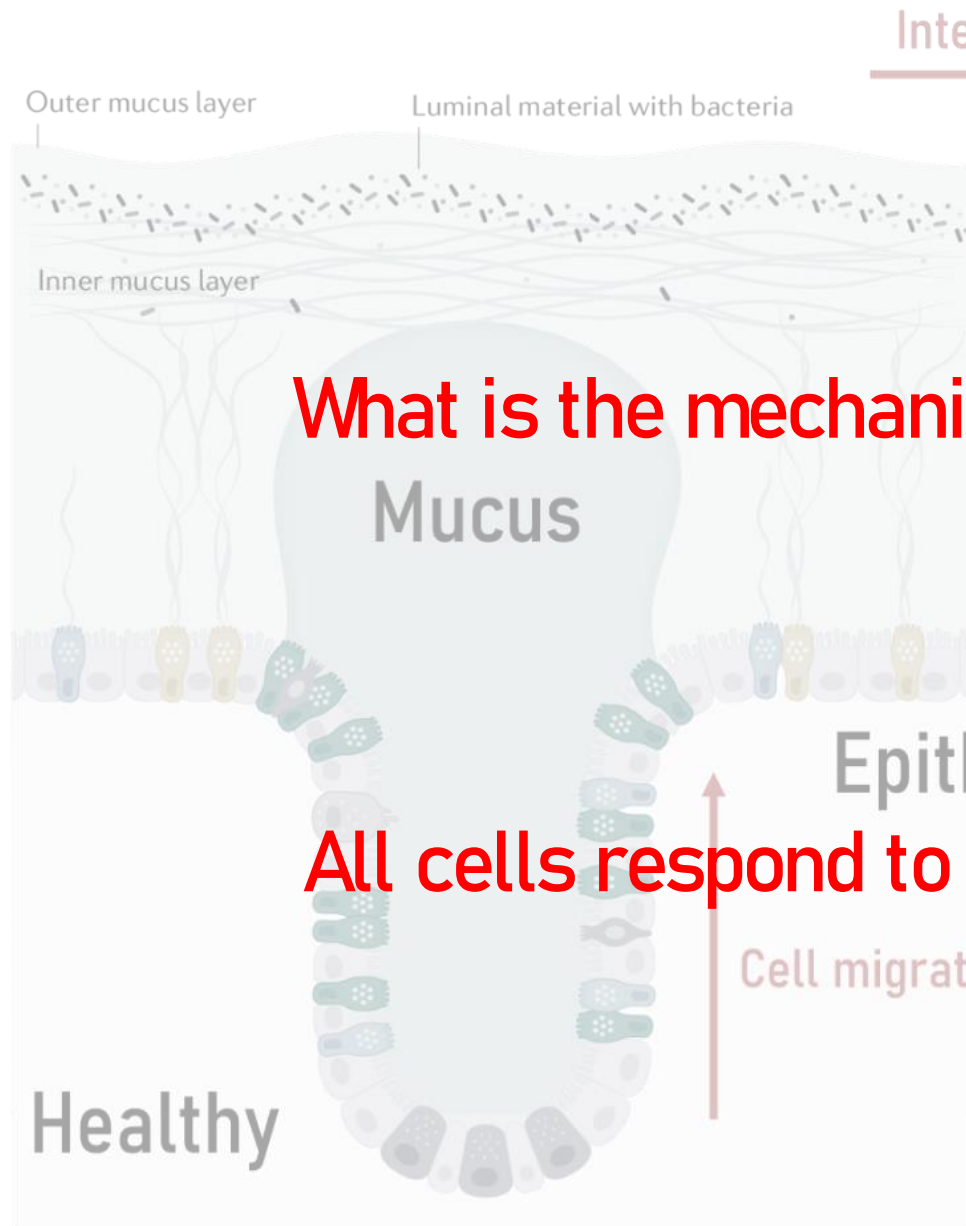 Inte
Outer mucus layer
Luminal material with bacteria
Inner mucus layer
What is the mechani
Mucus
Epith
All cells respond to
Cell migrat
Healthy